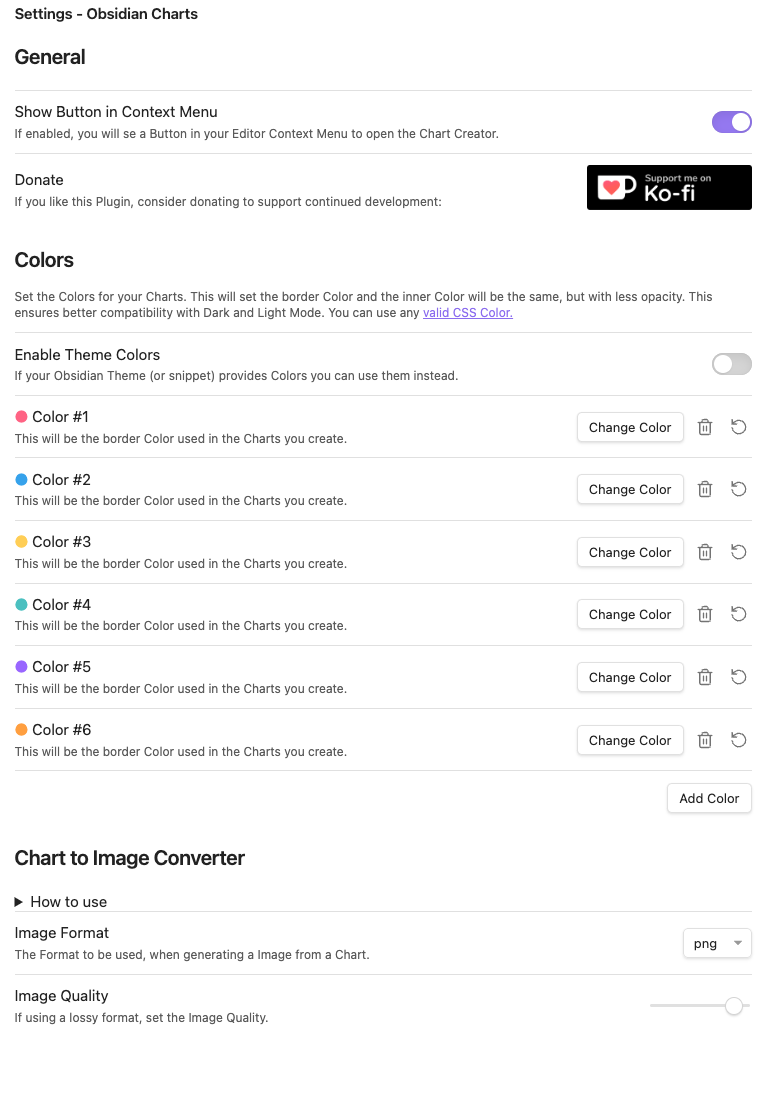 Settings - Obsidian Charts
General
Show Button in Context Menu
If enabled, you will se a Button in your Editor Context Menu to open the Chart Creator.
Donate
If you like this Plugin, consider donating to support continued development:
Support me on
Ko-fi
Colors
Set the Colors for your Charts. This will set the border Color and the inner Color will be the same, but with less opacity. This
ensures better compatibility with Dark and Light Mode. You can use any valid CSS Color.
Enable Theme Colors
If your Obsidian Theme (or snippet) provides Colors you can use them instead.
Color #1
This will be the border Color used in the Charts you create.
Change Color
Color #2
This will be the border Color used in the Charts you create.
Change Color
Color #3
This will be the border Color used in the Charts you create.
Change Color
Color #4
This will be the border Color used in the Charts you create.
Change Color
Color #5
This will be the border Color used in the Charts you create.
Change Color
Color #6
This will be the border Color used in the Charts you create.
Change Color
Add Color
Chart to Image Converter
How to use
Image Format
The Format to be used, when generating a Image from a Chart.
png
Image Quality
If using a lossy format, set the Image Quality.